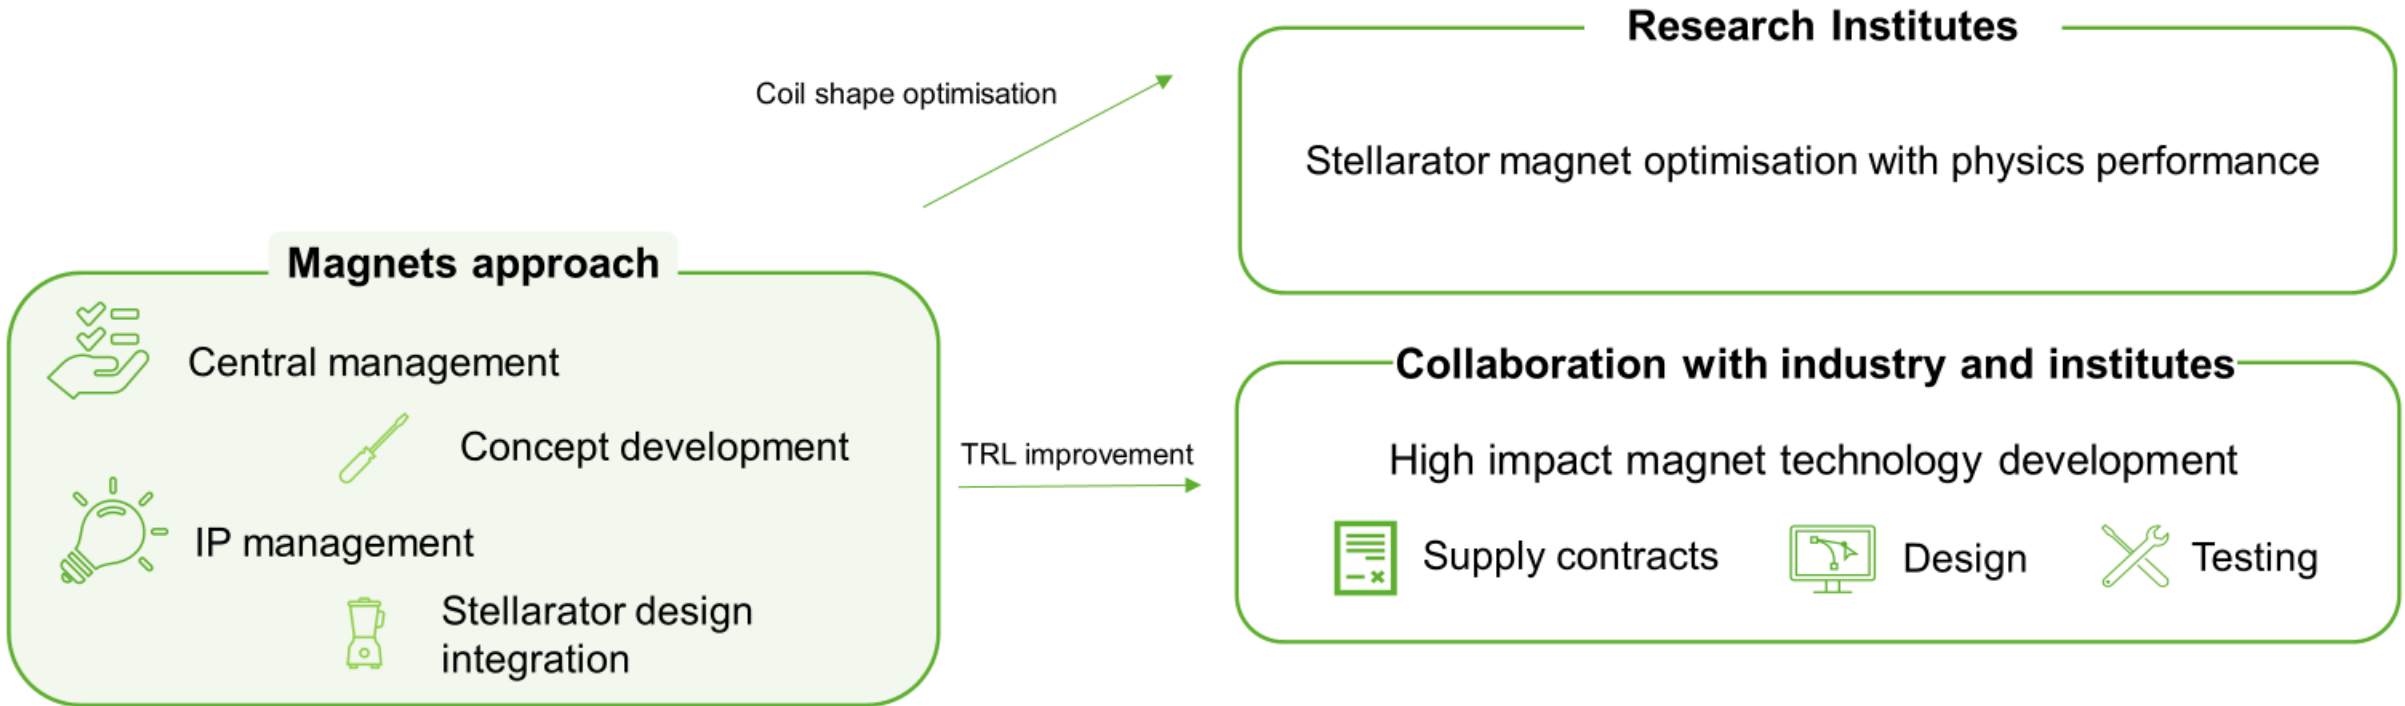 Research Institutes
Coil shape optimisation
Stellarator magnet optimisation with physics performance
Magnets approach
Central management
Concept development
IP management
Stellarator design
integration
TRL improvement
Collaboration with industry and institutes
High impact magnet technology development
Supply contracts
Design
Testing